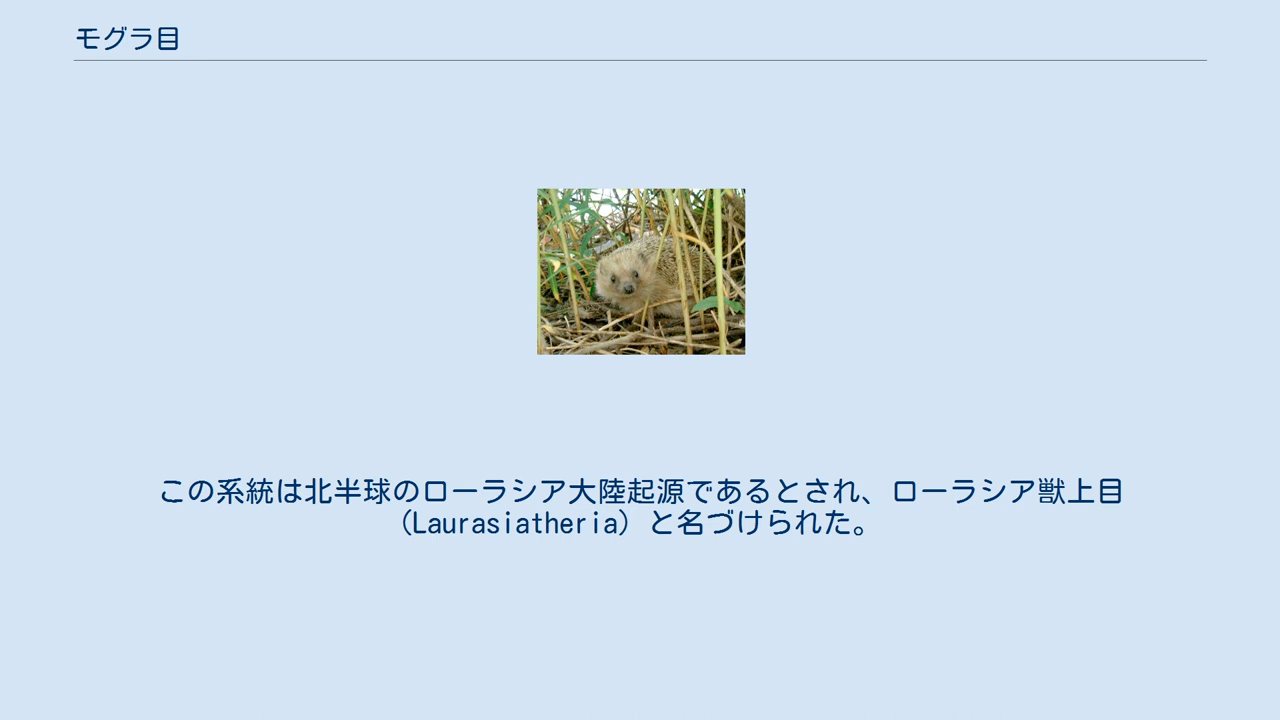 モグラ目
この系統は北半球のローラシア大陸起源であるとされ、ローラシア獣上目
（Laurasiatheria）と名づけられた。